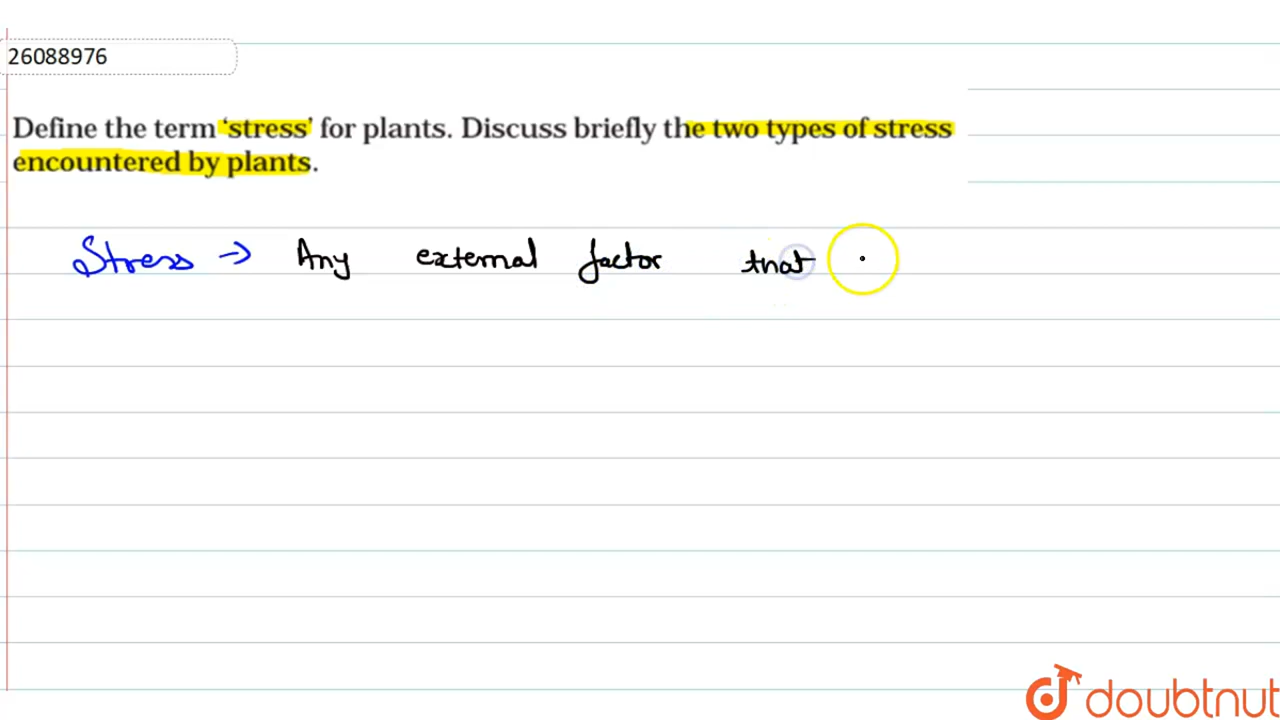 26088976
Define the term ‘stress’ for plants. Discuss briefly the two types of stress
encountered by plants.
Stress → Any external factor that
doubtnut